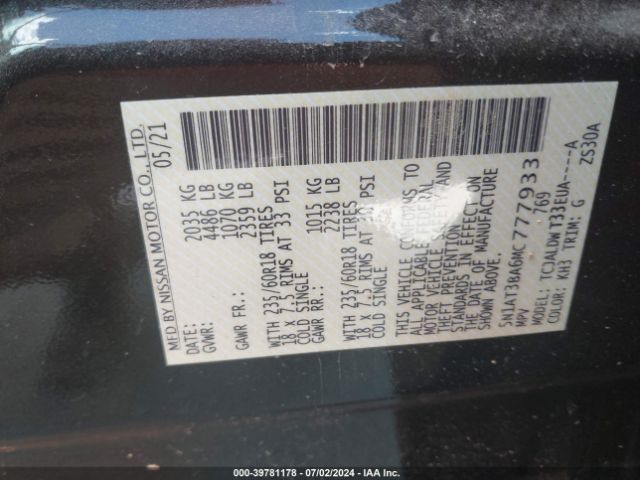 MFD BY NISSAN MOTOR CO., LTD.
DATE: 05/21
GVWR: 2035 KG
4486 LB
GAWR FR: 1070 KG
2359 LB
WITH 235/60R18 TIRES
18 X 7.5 RIMS AT 33 PSI
COLD SINGLE
GAWR RR: 1015 KG
2238 LB
WITH 235/60R18 TIRES
18 X 7.5 RIMS AT PSI
COLD SINGLE
THIS VEHICLE CONFORMS TO
ALL APPLICABLE FEDERAL
MOTOR VEHICLE SAFETY AND
THEFT PREVENTION
STANDARDS IN EFFECT ON
THE DATE OF MANUFACTURE
SHOWN ABOVE.
5N1AT3BA6MC 777933
MPV 769
MODEL: TCJALDW T33EUA-----A
COLOR: KH3 TRIM: G ZS30A
000-39781178 - 07/02/2024 - IAA Inc.